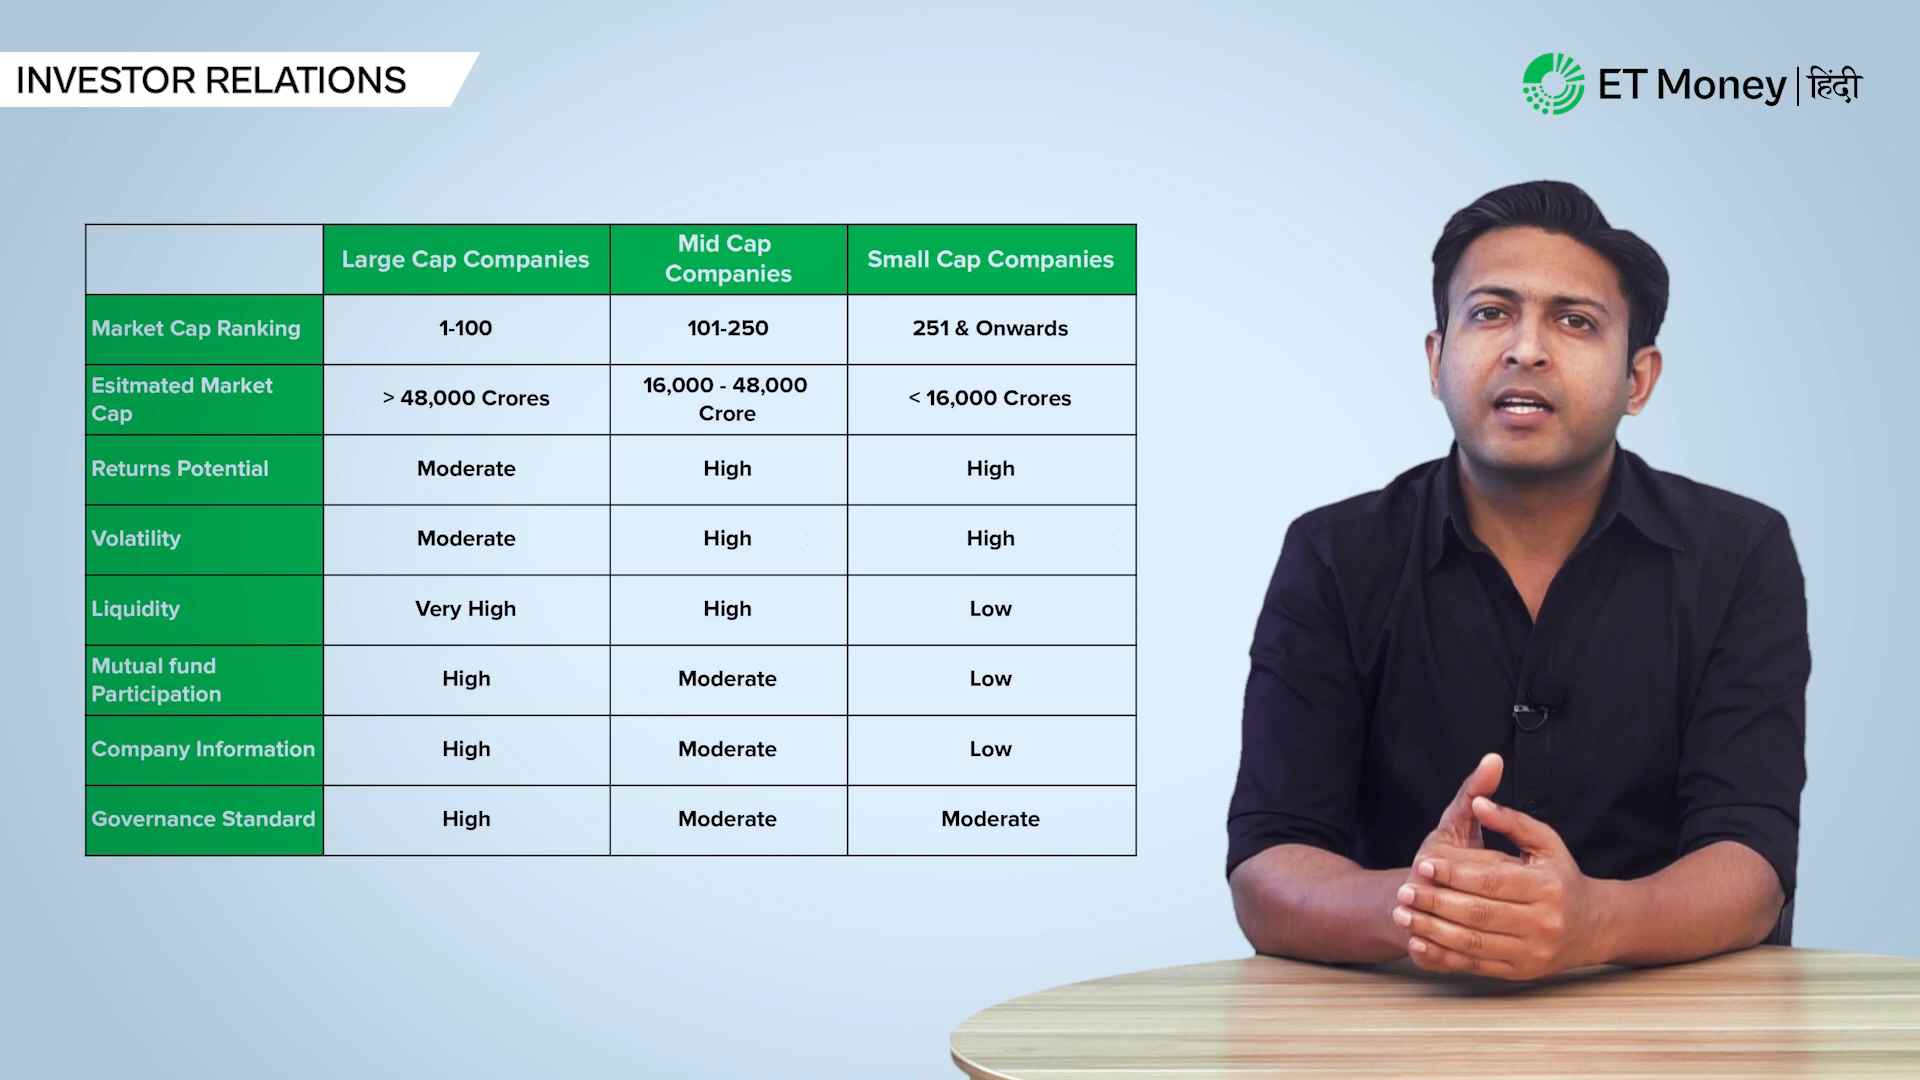 INVESTOR RELATIONS
ET Money | हिंदी
Large Cap Companies
Mid Cap
Companies
Small Cap Companies
Market Cap Ranking
1-100
101-250
251 & Onwards
Esitmated Market
Cap
> 48,000 Crores
16,000 - 48,000
Crore
< 16,000 Crores
Returns Potential
Moderate
High
High
Volatility
Moderate
High
High
Liquidity
Very High
High
Low
Mutual fund
Participation
High
Moderate
Low
Company Information
High
Moderate
Low
Governance Standard
High
Moderate
Moderate